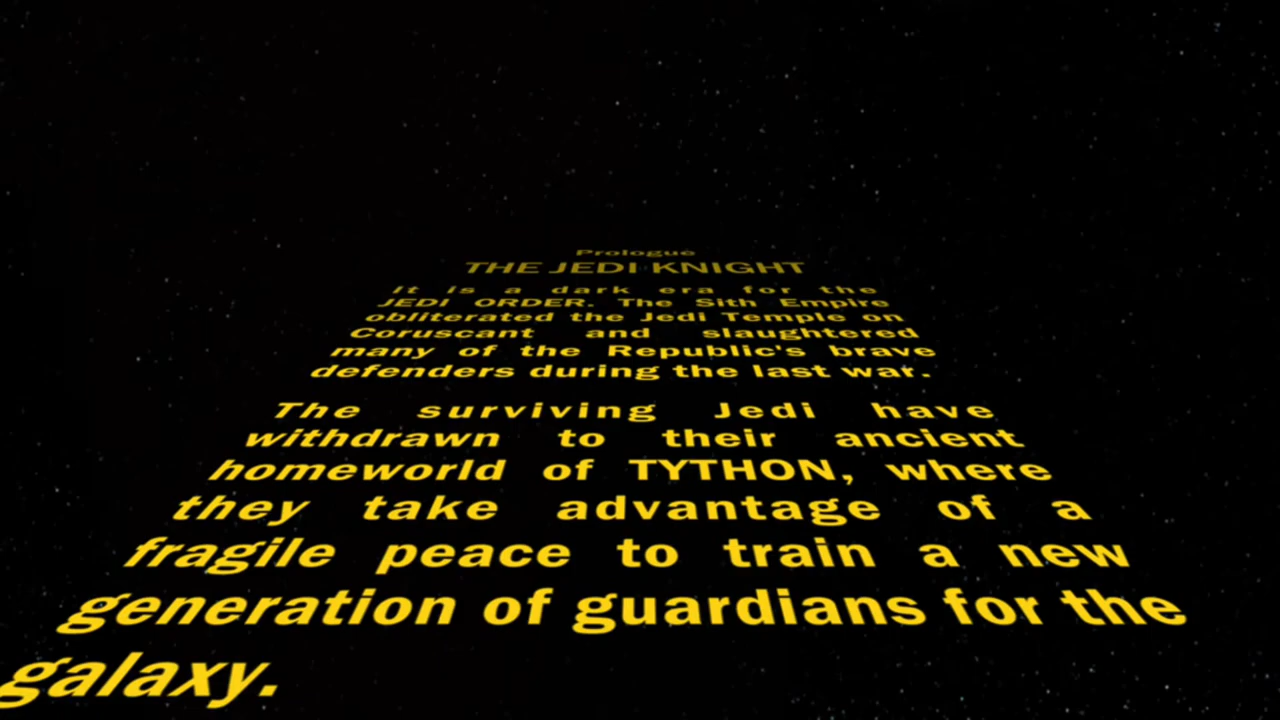 Prologue
THE JEDI KNIGHT
It is a dark era for the
JEDI ORDER. The Sith Empire
obliterated the Jedi Temple on
Coruscant and slaughtered
many of the Republic's brave
defenders during the last war.
The surviving Jedi have
withdrawn to their ancient
homeworld of TYTHON, where
they take advantage of a
fragile peace to train a new
generation of guardians for the
galaxy.